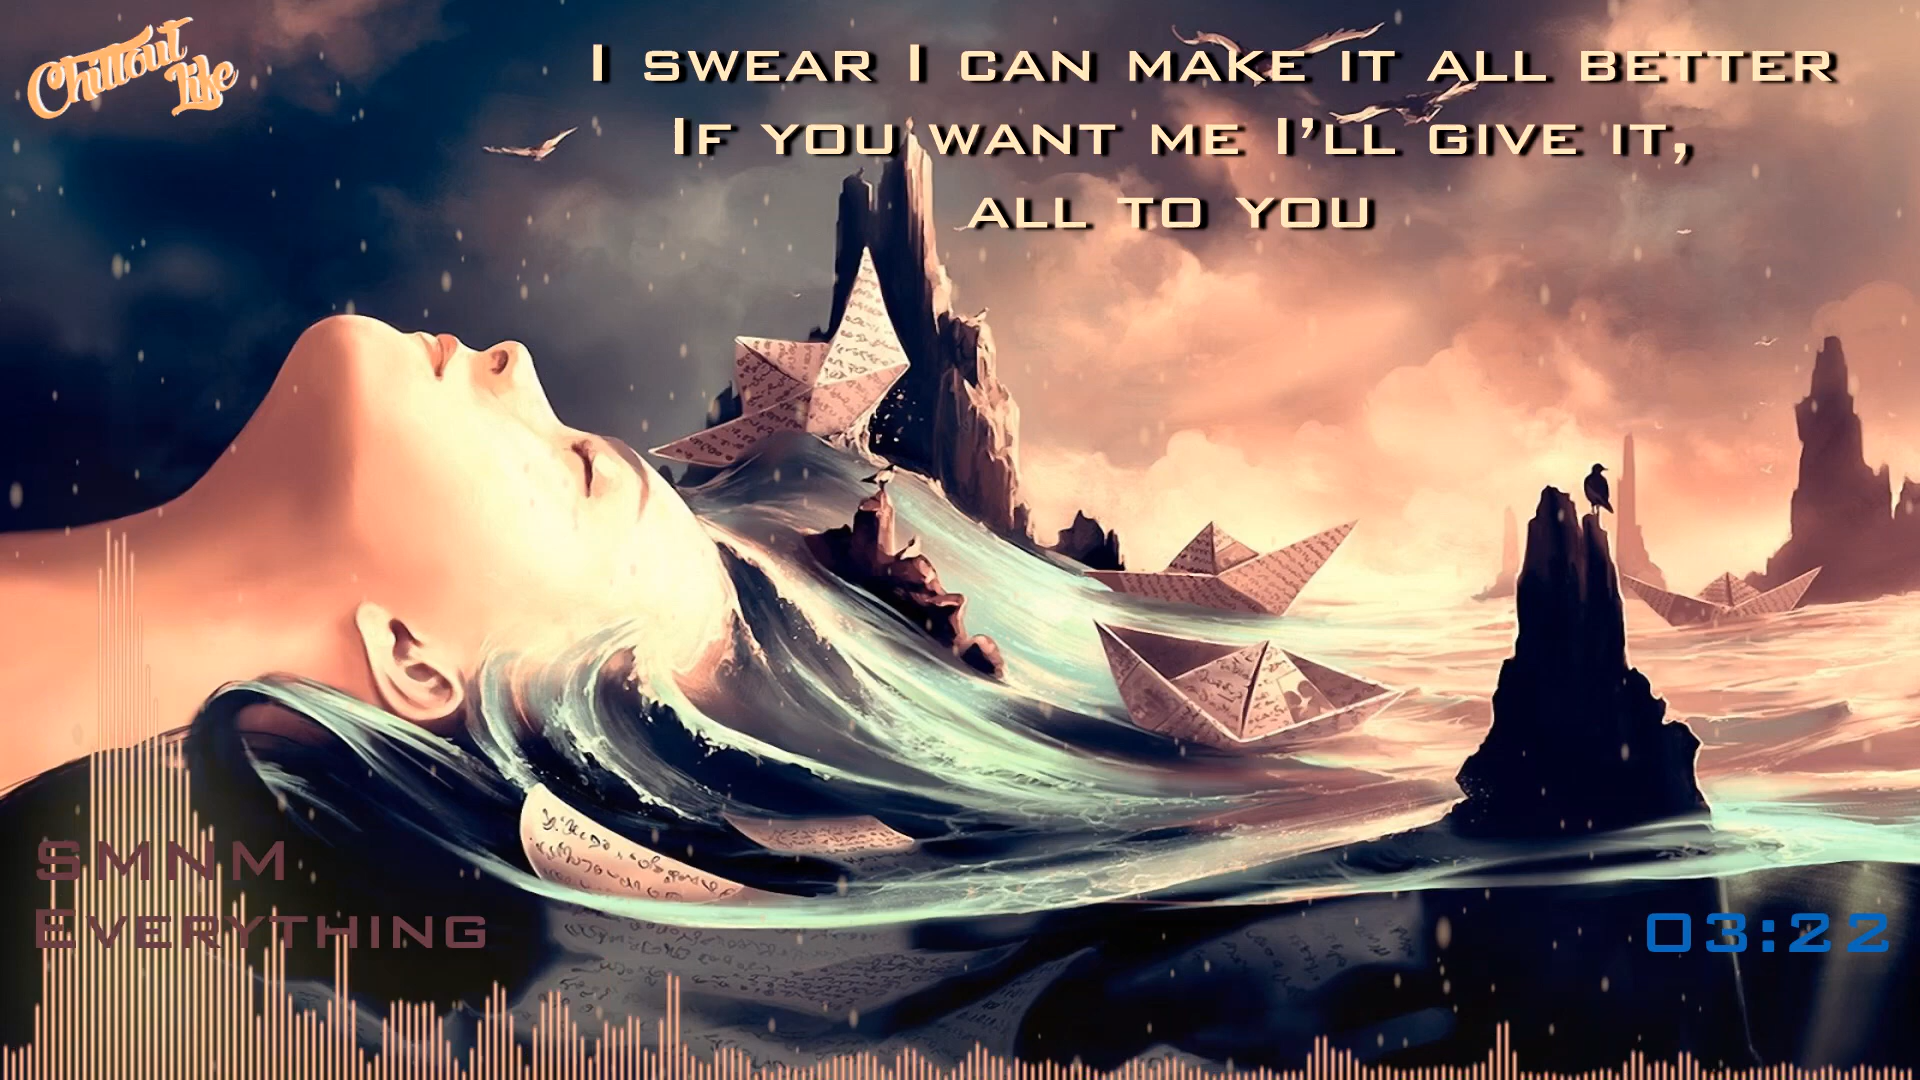 Chillout
Life
I SWEAR I CAN MAKE IT ALL BETTER
IF YOU WANT ME I’LL GIVE IT,
ALL TO YOU
SMNM
EVERYTHING
03:22